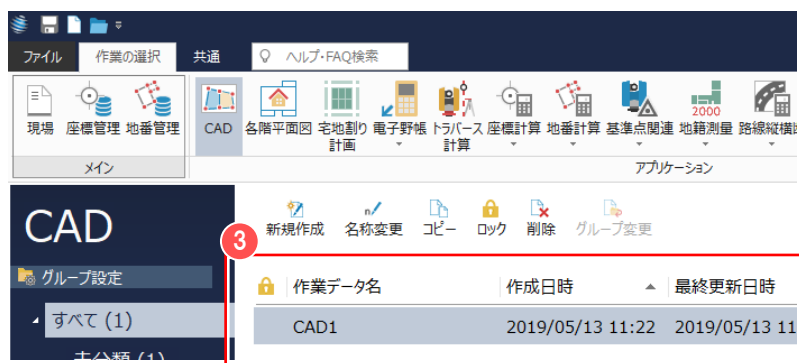 ファイル 作業の選択 共通 ヘルプ・FAQ検索
現場 座標管理 地番管理 CAD 各階平面図 宅地割り 電子野帳 トラバース 座標計算 地番計算 基準点関連 地籍測量 路線縦横
計画 計算
2000
メイン アプリケーション
CAD
3
新規作成 名称変更 コピー ロック 削除 グループ変更
グループ設定
作業データ名 作成日時 最終更新日時
すべて (1)
CAD1 2019/05/13 11:22 2019/05/13 11
未分類 (1)